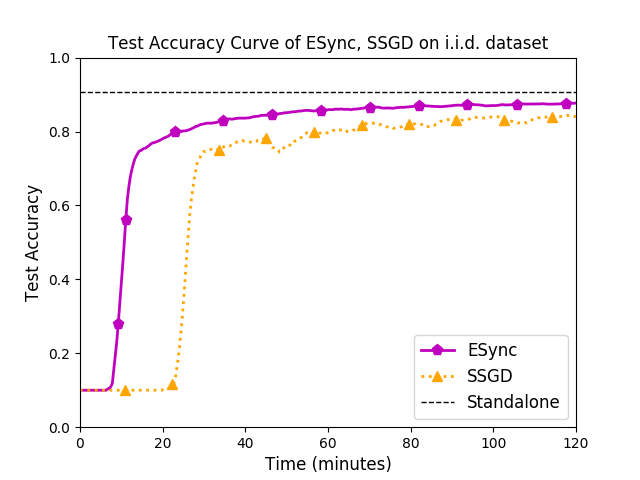 Test Accuracy Curve of ESync, SSGD on i.i.d. dataset
1.0
0.8
0.6
0.4
0.2
0.0
Test Accuracy
ESync
SSGD
Standalone
0 20 40 60 80 100 120
Time (minutes)